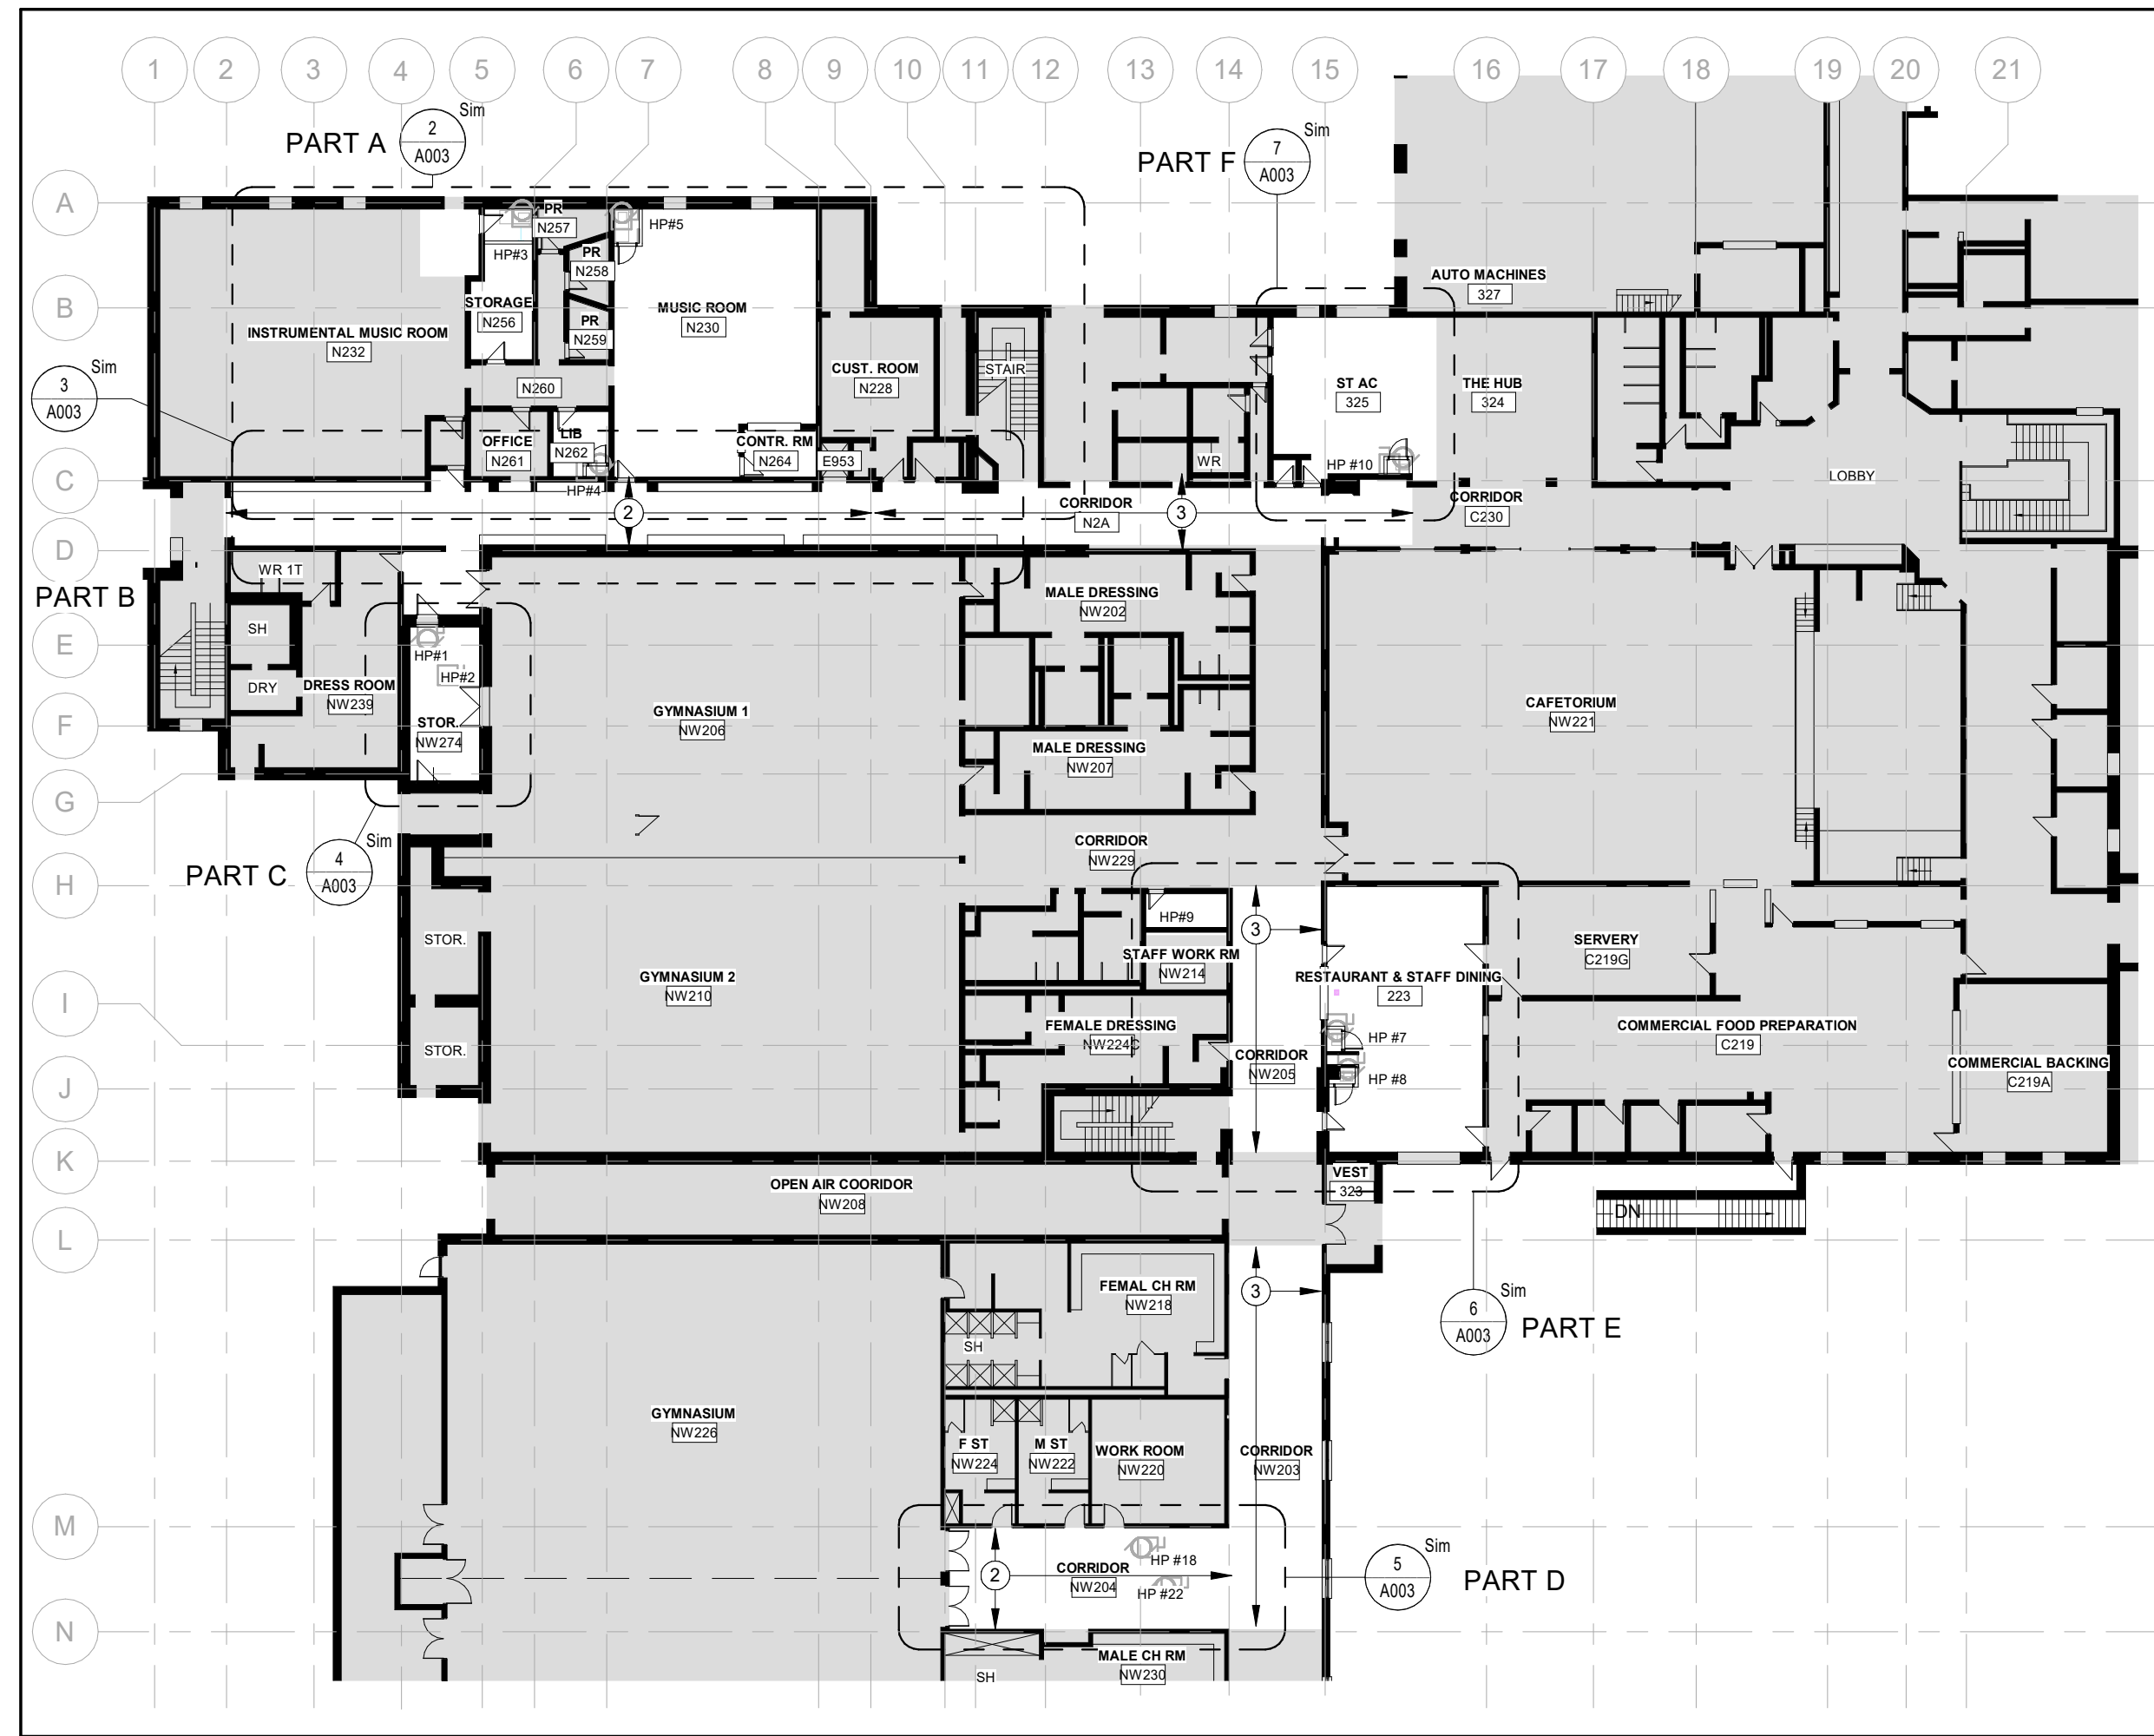 1 2 3 4 5 6 7 8 9 10 11 12 13 14 15 16 17 18 19 20 21
Sim
PART A
2
A003
Sim
PART F
7
A003
A
PR
N257
HP#5
HP#3
PR
N258
AUTO MACHINES
327
B
STORAGE
N256
MUSIC ROOM
N230
INSTRUMENTAL MUSIC ROOM
N232
PR
N259
Sim
3
A003
CUST. ROOM
N228
STAIR
N260
ST AC
325
THE HUB
324
OFFICE
N261
LIB
N262
CONTR. RM
N264
E953
WR
HP #10
C
HP#4
LOBBY
2
CORRIDOR
N2A
3
CORRIDOR
C230
D
WR 1T
PART B
MALE DRESSING
NW202
SH
E
HP#1
HP#2
DRY
DRESS ROOM
NW239
F
STOR.
NW274
GYMNASIUM 1
NW206
CAFETORIUM
NW221
MALE DRESSING
NW207
G
Sim
4
A003
PART C
CORRIDOR
NW229
H
HP#9
3
STOR.
STAFF WORK RM
NW214
SERVERY
C219G
GYMNASIUM 2
NW210
RESTAURANT & STAFF DINING
223
I
FEMALE DRESSING
NW224C
HP #7
COMMERCIAL FOOD PREPARATION
C219
STOR.
CORRIDOR
NW205
HP #8
COMMERCIAL BACKING
C219A
J
K
OPEN AIR COORIDOR
NW208
VEST
323
DN
L
FEMAL CH RM
NW218
3
Sim
6
A003
PART E
SH
GYMNASIUM
NW226
F ST
NW224
M ST
NW222
WORK ROOM
NW220
CORRIDOR
NW203
M
Sim
5
A003
PART D
HP #18
2
CORRIDOR
NW204
HP #22
N
MALE CH RM
NW230
SH